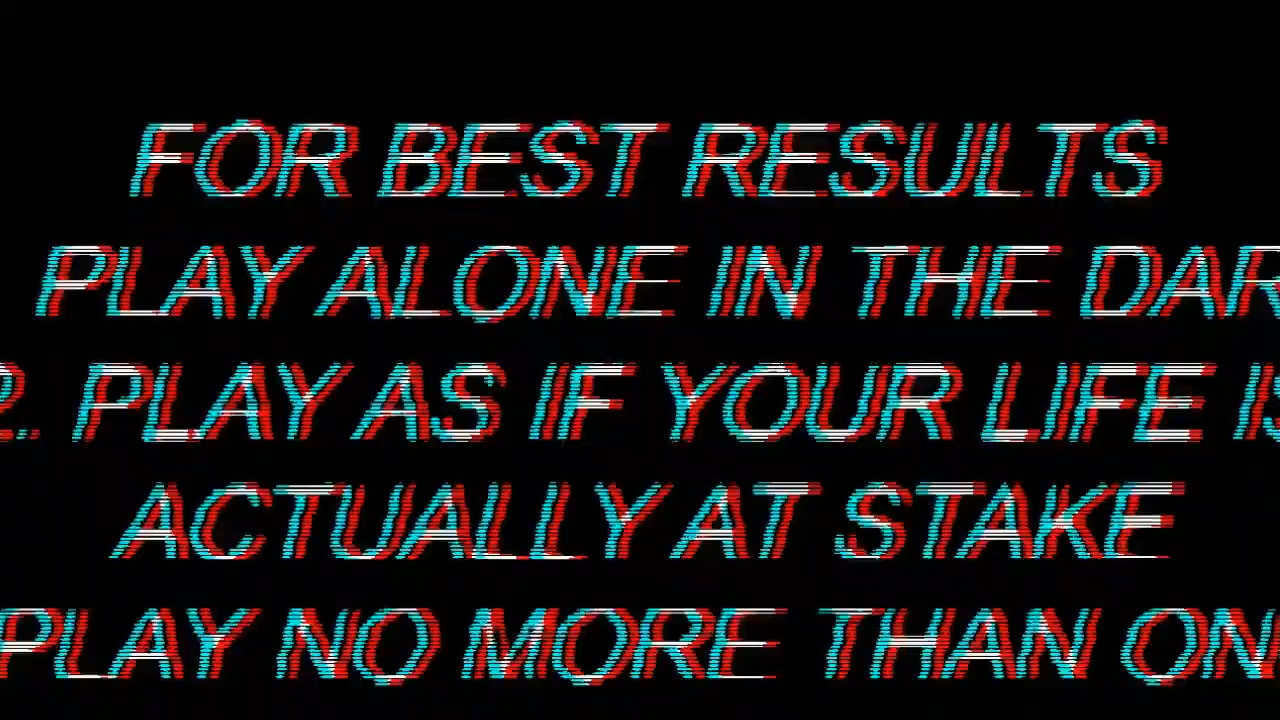 FOR BEST RESULTS
PLAY ALONE IN THE DAR
PLAY AS IF YOUR LIFE IS
ACTUALLY AT STAKE
PLAY NO MORE THAN ON